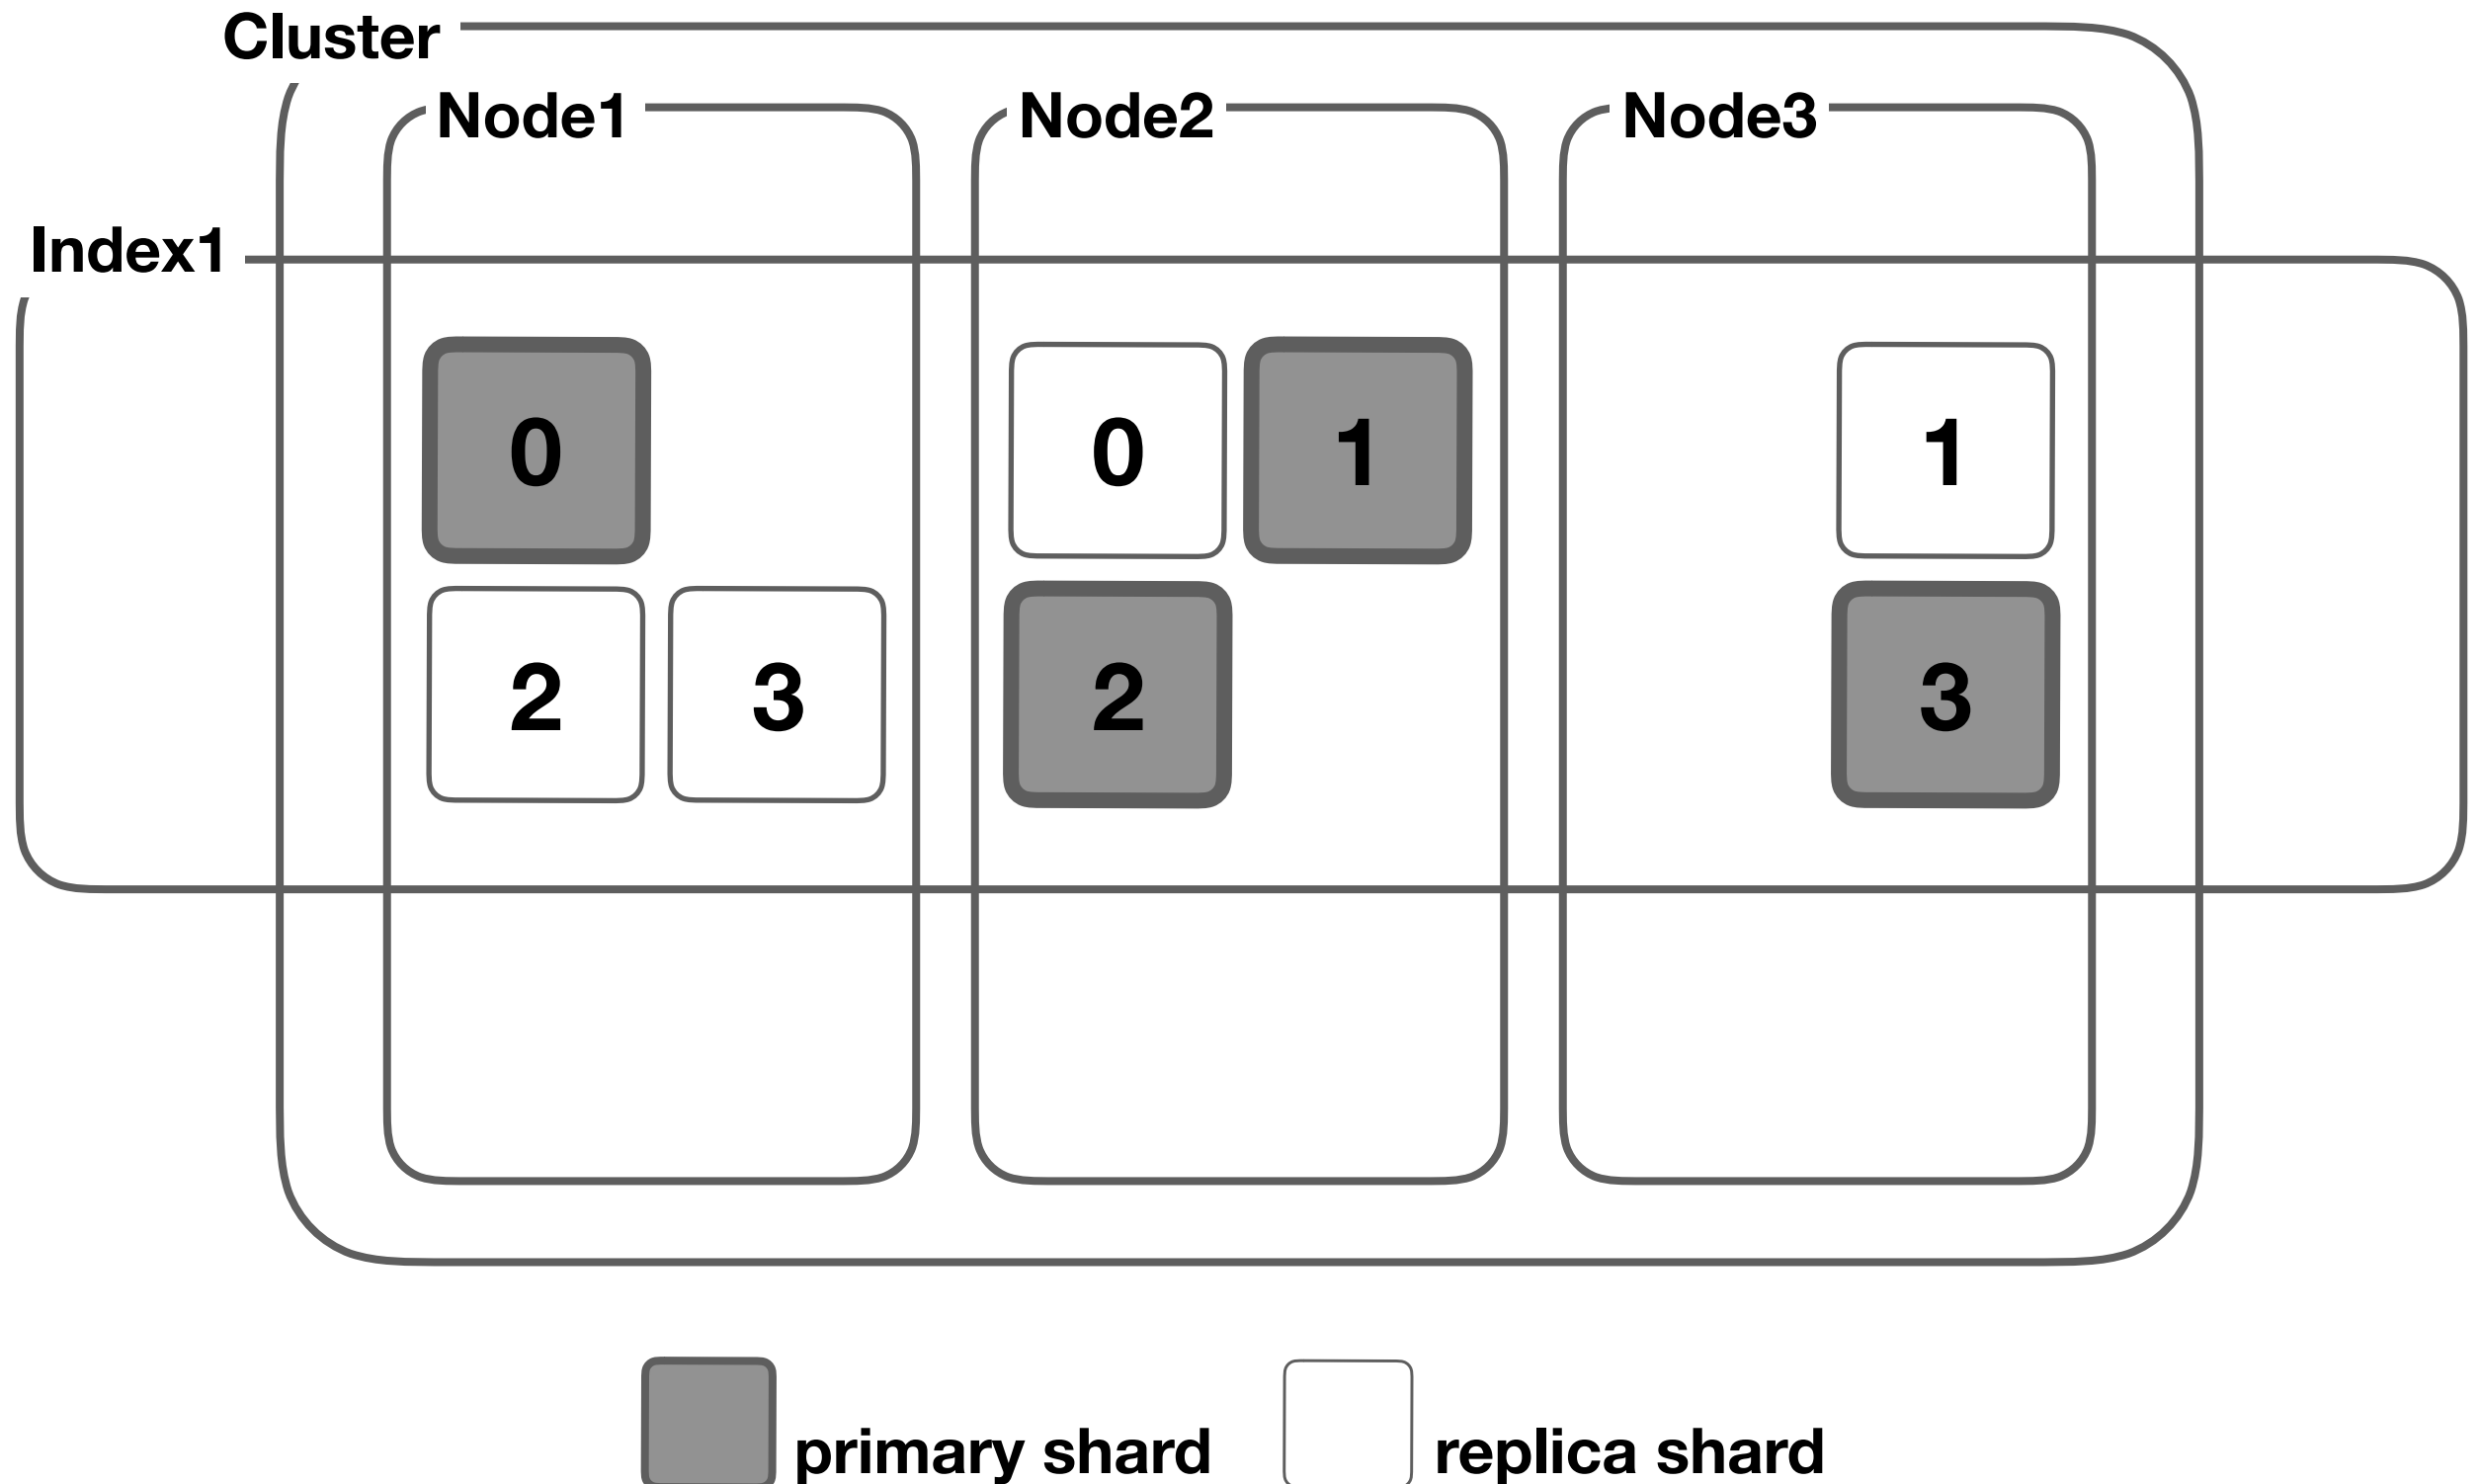 Cluster
Node1 Node2 Node3
Index1
0 0 1 1
2 3 2 3
primary shard replica shard